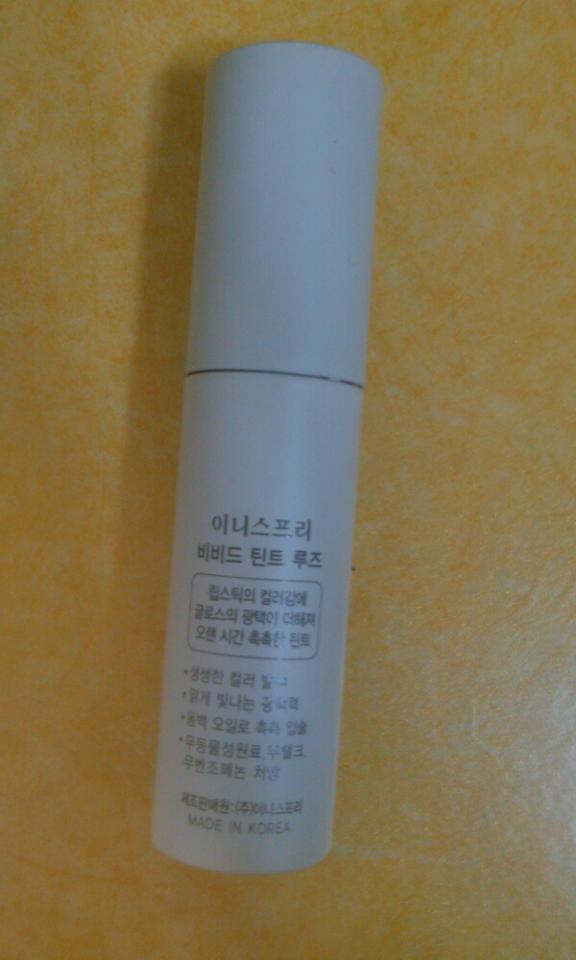 이니스프리
비비드 틴트 루즈
립스틱의 컬러감에
글로스의 광택이 더해져
오랜 시간 촉촉한 틴트
*생생한 컬러
*맑게 빛나는
*동백 오일로 촉촉 입술
*무동물성원료, 무탈크,
무벤조페논 처방
제조판매원:(주)이니스프리
MADE IN KOREA